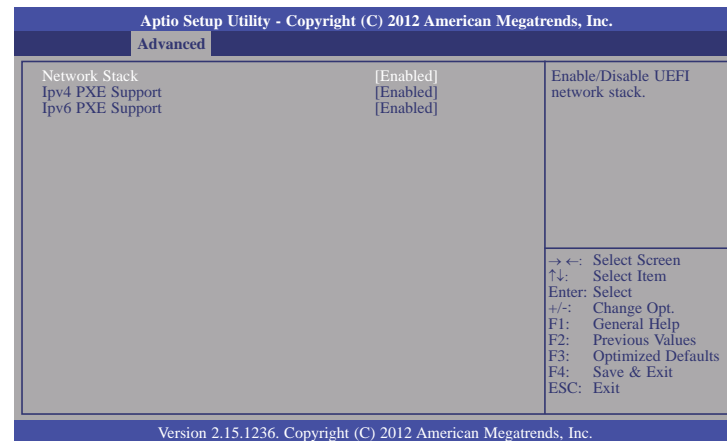 Aptio Setup Utility - Copyright (C) 2012 American Megatrends, Inc.
Advanced
Network Stack [Enabled]
Ipv4 PXE Support [Enabled]
Ipv6 PXE Support [Enabled]
Enable/Disable UEFI
network stack.
→ ←: Select Screen
↑↓: Select Item
Enter: Select
+/-: Change Opt.
F1: General Help
F2: Previous Values
F3: Optimized Defaults
F4: Save & Exit
ESC: Exit
Version 2.15.1236. Copyright (C) 2012 American Megatrends, Inc.